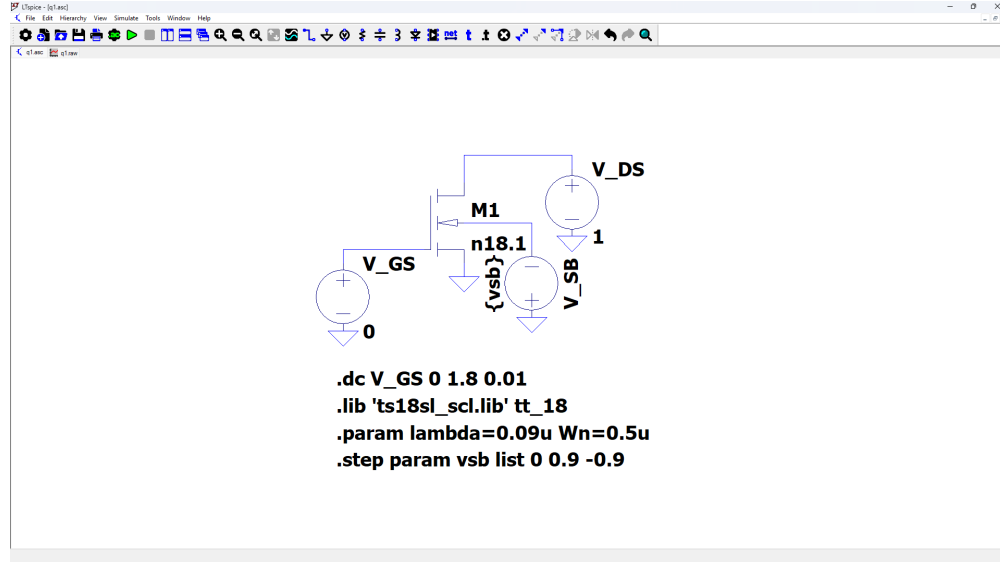 LTspice - [q1.asc]
File Edit Hierarchy View Simulate Tools Window Help
q1.asc q1.raw
V_DS
M1
n18.1
1
V_GS
{vsb}
V_SB
0
.dc V_GS 0 1.8 0.01
.lib 'ts18sl_scl.lib' tt_18
.param lambda=0.09u Wn=0.5u
.step param vsb list 0 0.9 -0.9